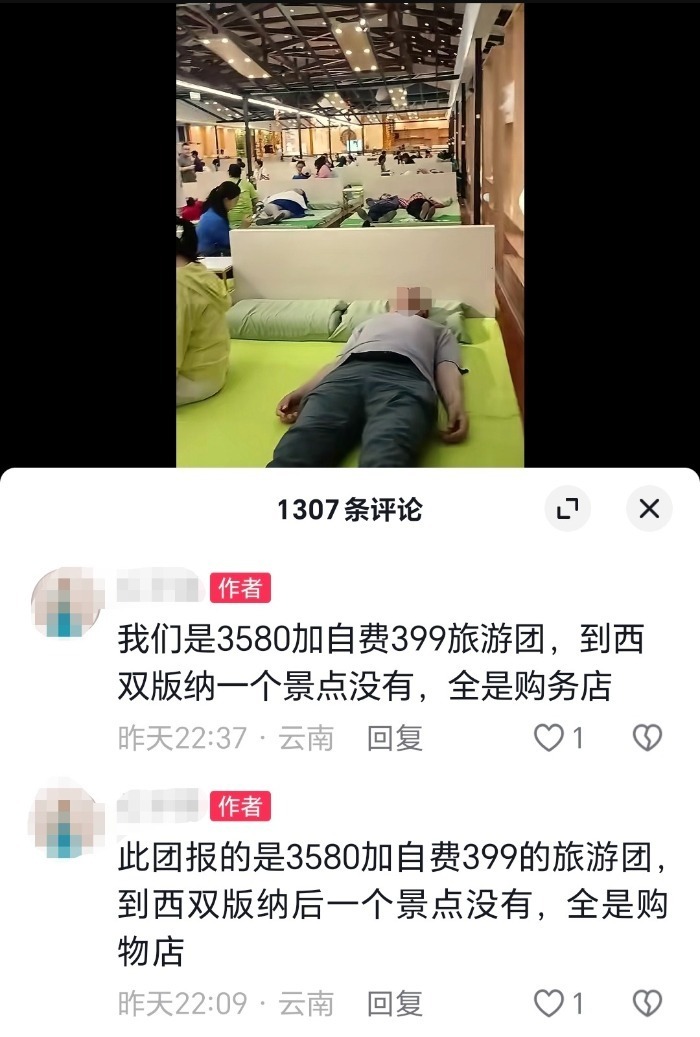 1307条评论
作者
我们是3580加自费399旅游团，到西
双版纳一个景点没有，全是购务店
昨天22:37 · 云南 回复 1
作者
此团报的是3580加自费399的旅游团，
到西双版纳后一个景点没有，全是购
物店
昨天22:09 · 云南 回复 1